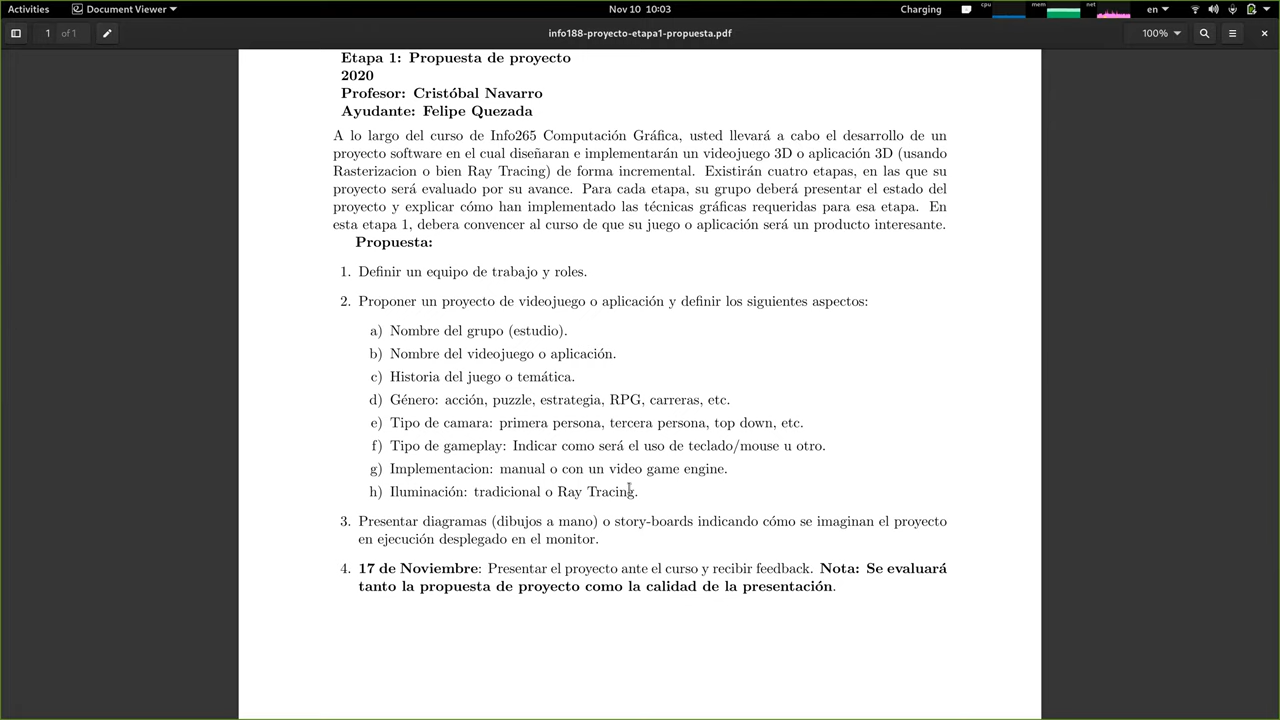 Activities Document Viewer Nov 10 10:03 Charging cpu mem net en
1 of 1 info188-proyecto-etapa1-propuesta.pdf 100%
Etapa 1: Propuesta de proyecto
2020
Profesor: Cristóbal Navarro
Ayudante: Felipe Quezada
A lo largo del curso de Info265 Computación Gráfica, usted llevará a cabo el desarrollo de un
proyecto software en el cual diseñaran e implementarán un videojuego 3D o aplicación 3D (usando
Rasterizacion o bien Ray Tracing) de forma incremental. Existirán cuatro etapas, en las que su
proyecto será evaluado por su avance. Para cada etapa, su grupo deberá presentar el estado del
proyecto y explicar cómo han implementado las técnicas gráficas requeridas para esa etapa. En
esta etapa 1, debera convencer al curso de que su juego o aplicación será un producto interesante.
Propuesta:
1. Definir un equipo de trabajo y roles.
2. Proponer un proyecto de videojuego o aplicación y definir los siguientes aspectos:
a) Nombre del grupo (estudio).
b) Nombre del videojuego o aplicación.
c) Historia del juego o temática.
d) Género: acción, puzzle, estrategia, RPG, carreras, etc.
e) Tipo de camara: primera persona, tercera persona, top down, etc.
f) Tipo de gameplay: Indicar como será el uso de teclado/mouse u otro.
g) Implementacion: manual o con un video game engine.
h) Iluminación: tradicional o Ray Tracing.
3. Presentar diagramas (dibujos a mano) o story-boards indicando cómo se imaginan el proyecto
en ejecución desplegado en el monitor.
4. 17 de Noviembre: Presentar el proyecto ante el curso y recibir feedback. Nota: Se evaluará
tanto la propuesta de proyecto como la calidad de la presentación.